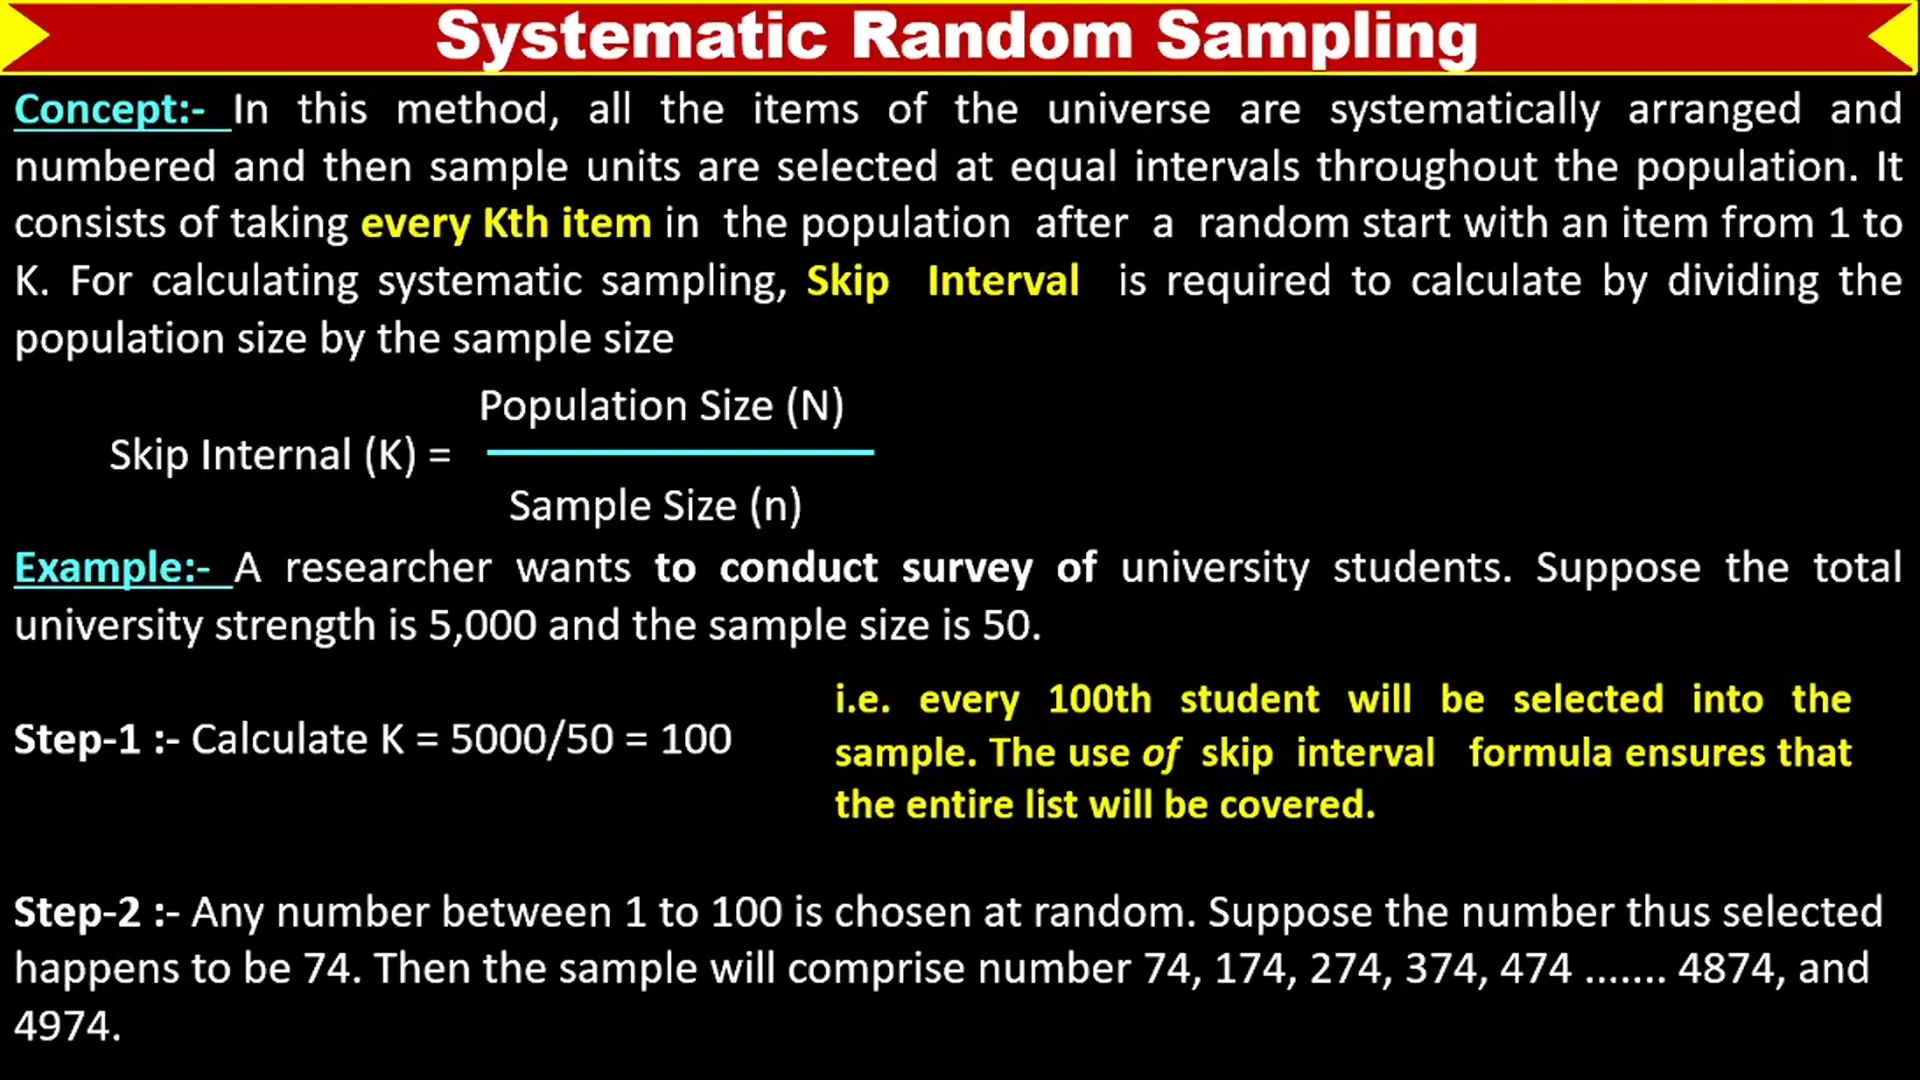 Systematic Random Sampling
Concept:- In this method, all the items of the universe are systematically arranged and
numbered and then sample units are selected at equal intervals throughout the population. It
consists of taking every Kth item in the population after a random start with an item from 1 to
K. For calculating systematic sampling, Skip Interval is required to calculate by dividing the
population size by the sample size
Population Size (N)
Skip Internal (K) =
Sample Size (n)
Example:- A researcher wants to conduct survey of university students. Suppose the total
university strength is 5,000 and the sample size is 50.
i.e. every 100th student will be selected into the
Step-1 :- Calculate K = 5000/50 = 100
sample. The use of skip interval formula ensures that
the entire list will be covered.
Step-2 :- Any number between 1 to 100 is chosen at random. Suppose the number thus selected
happens to be 74. Then the sample will comprise number 74, 174, 274, 374, 474 ....... 4874, and
4974.